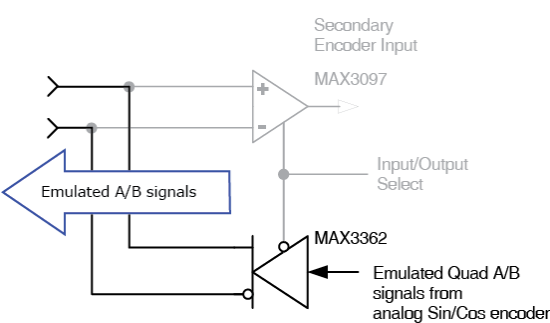 Secondary
Encoder Input
MAX3097
+
-
Input/Output
Select
Emulated A/B signals
MAX3362
Emulated Quad A/B
signals from
analog Sin/Cos encoder